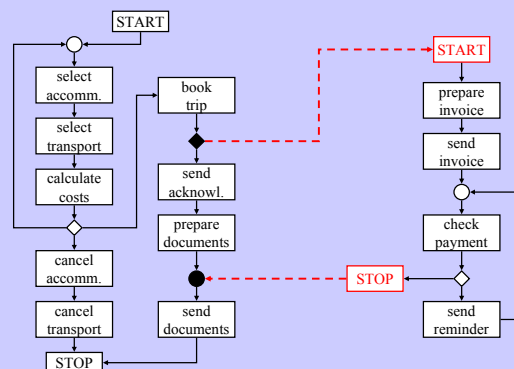 START
select
accomm.
select
transport
calculate
costs
cancel
accomm.
cancel
transport
STOP
book
trip
send
acknowl.
prepare
documents
send
documents
START
prepare
invoice
send
invoice
check
payment
STOP
send
reminder